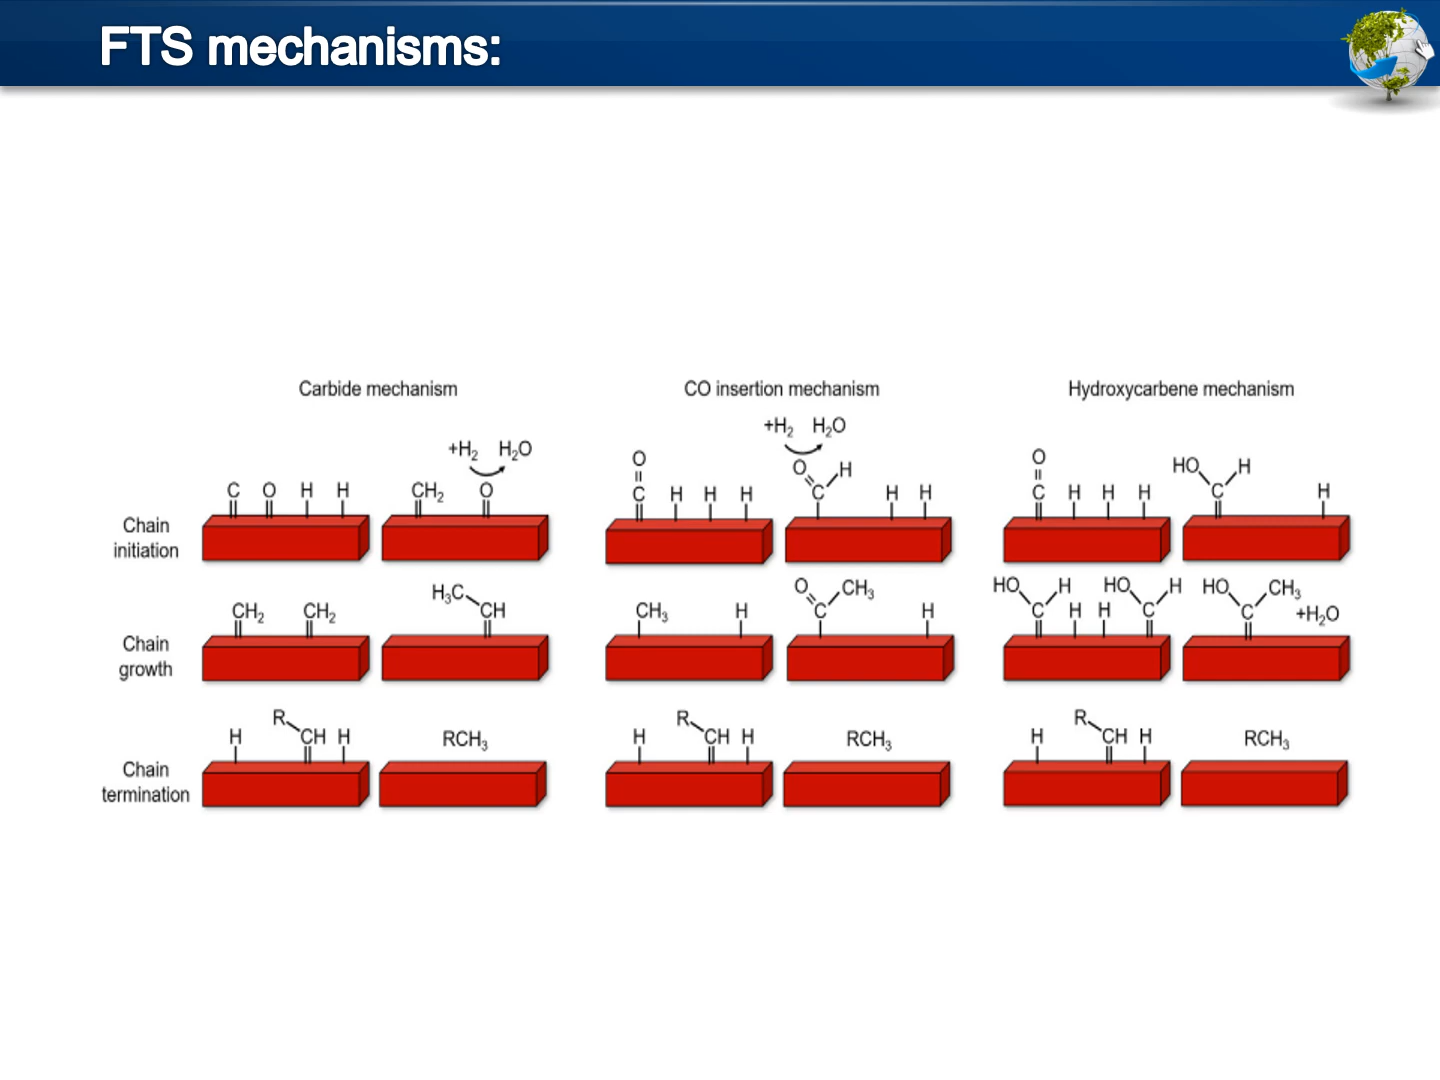 FTS mechanisms:
Carbide mechanism
CO insertion mechanism
Hydroxycarbene mechanism
Chain
initiation
C O H H
CH₂ O
+H₂ H₂O
O
C H H H
+H₂ H₂O
O H
C H H
O
C H H H
HO H
C H
Chain
growth
CH₂ CH₂
H₃C
CH
CH₃ H
O CH₃
C H
HO H HO H
C H H C
HO CH₃
C +H₂O
Chain
termination
R
H CH H
RCH₃
R
H CH H
RCH₃
R
H CH H
RCH₃